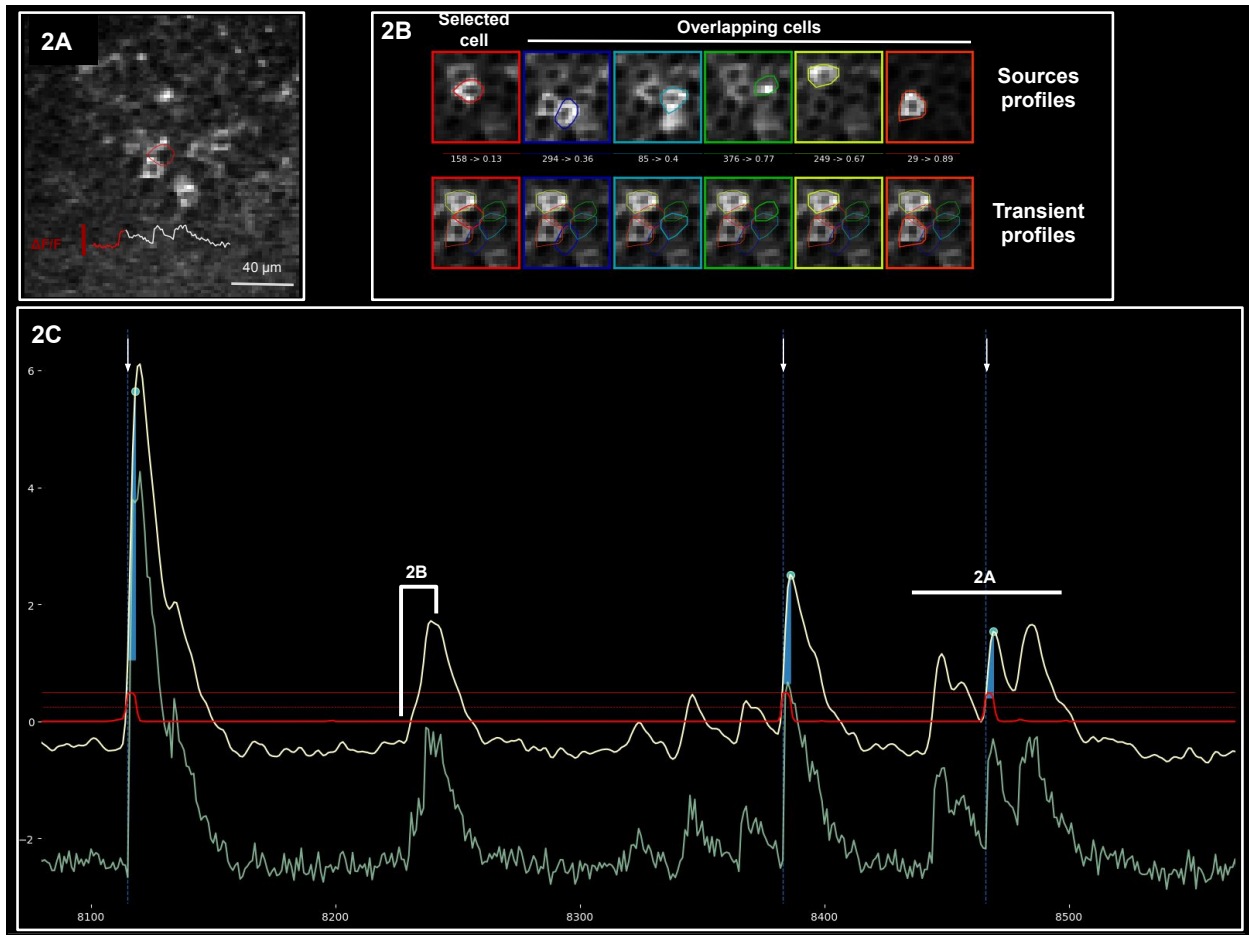 2A
ΔF/F
40 μm
2B
Selected
cell
Overlapping cells
Sources
profiles
158 -> 0.13
294 -> 0.36
85 -> 0.4
376 -> 0.77
249 -> 0.67
29 -> 0.89
Transient
profiles
2C
6
4
2
0
−2
2B
2A
8100
8200
8300
8400
8500